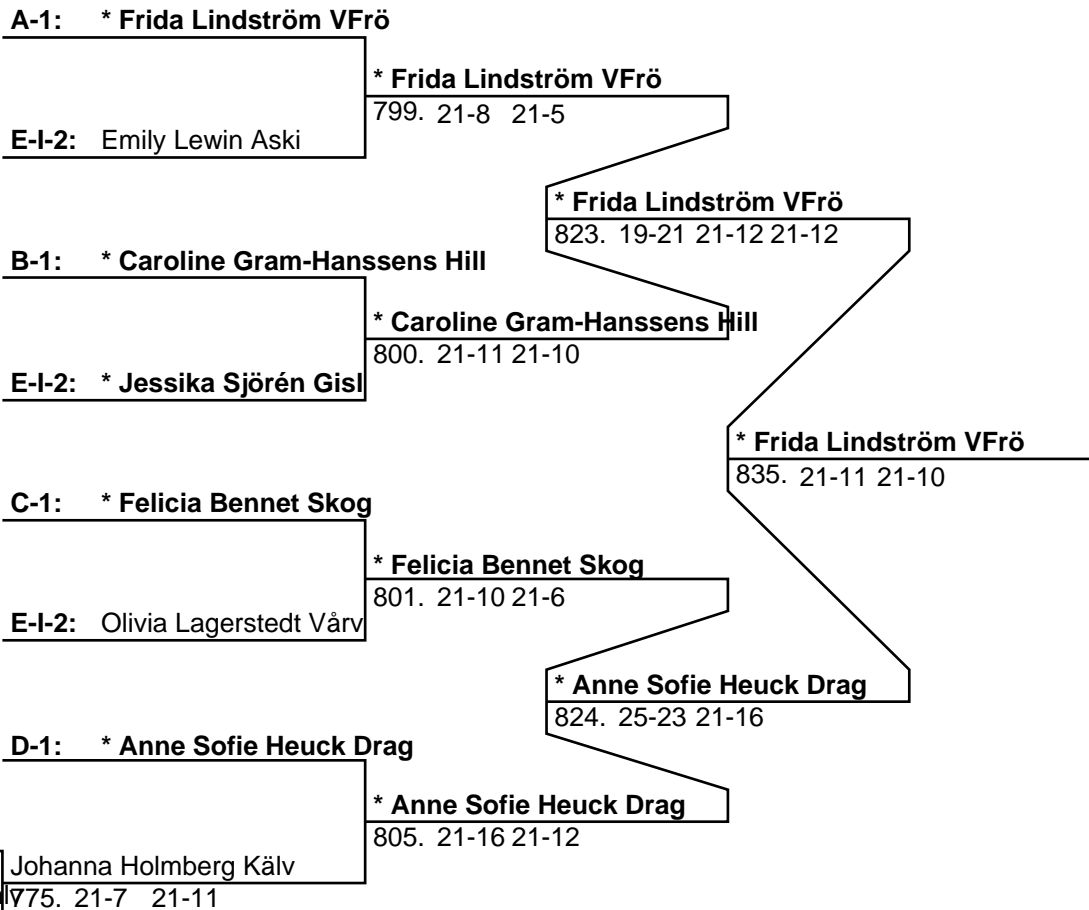 A-1: * Frida Lindström VFrö
* Frida Lindström VFrö
799. 21-8 21-5
E-I-2: Emily Lewin Aski
* Frida Lindström VFrö
823. 19-21 21-12 21-12
B-1: * Caroline Gram-Hanssens Hill
* Caroline Gram-Hanssens Hill
800. 21-11 21-10
E-I-2: * Jessika Sjörén Gisl
* Frida Lindström VFrö
835. 21-11 21-10
C-1: * Felicia Bennet Skog
* Felicia Bennet Skog
801. 21-10 21-6
E-I-2: Olivia Lagerstedt Vårv
* Anne Sofie Heuck Drag
824. 25-23 21-16
D-1: * Anne Sofie Heuck Drag
* Anne Sofie Heuck Drag
805. 21-16 21-12
Johanna Holmberg Kälv
775. 21-7 21-11